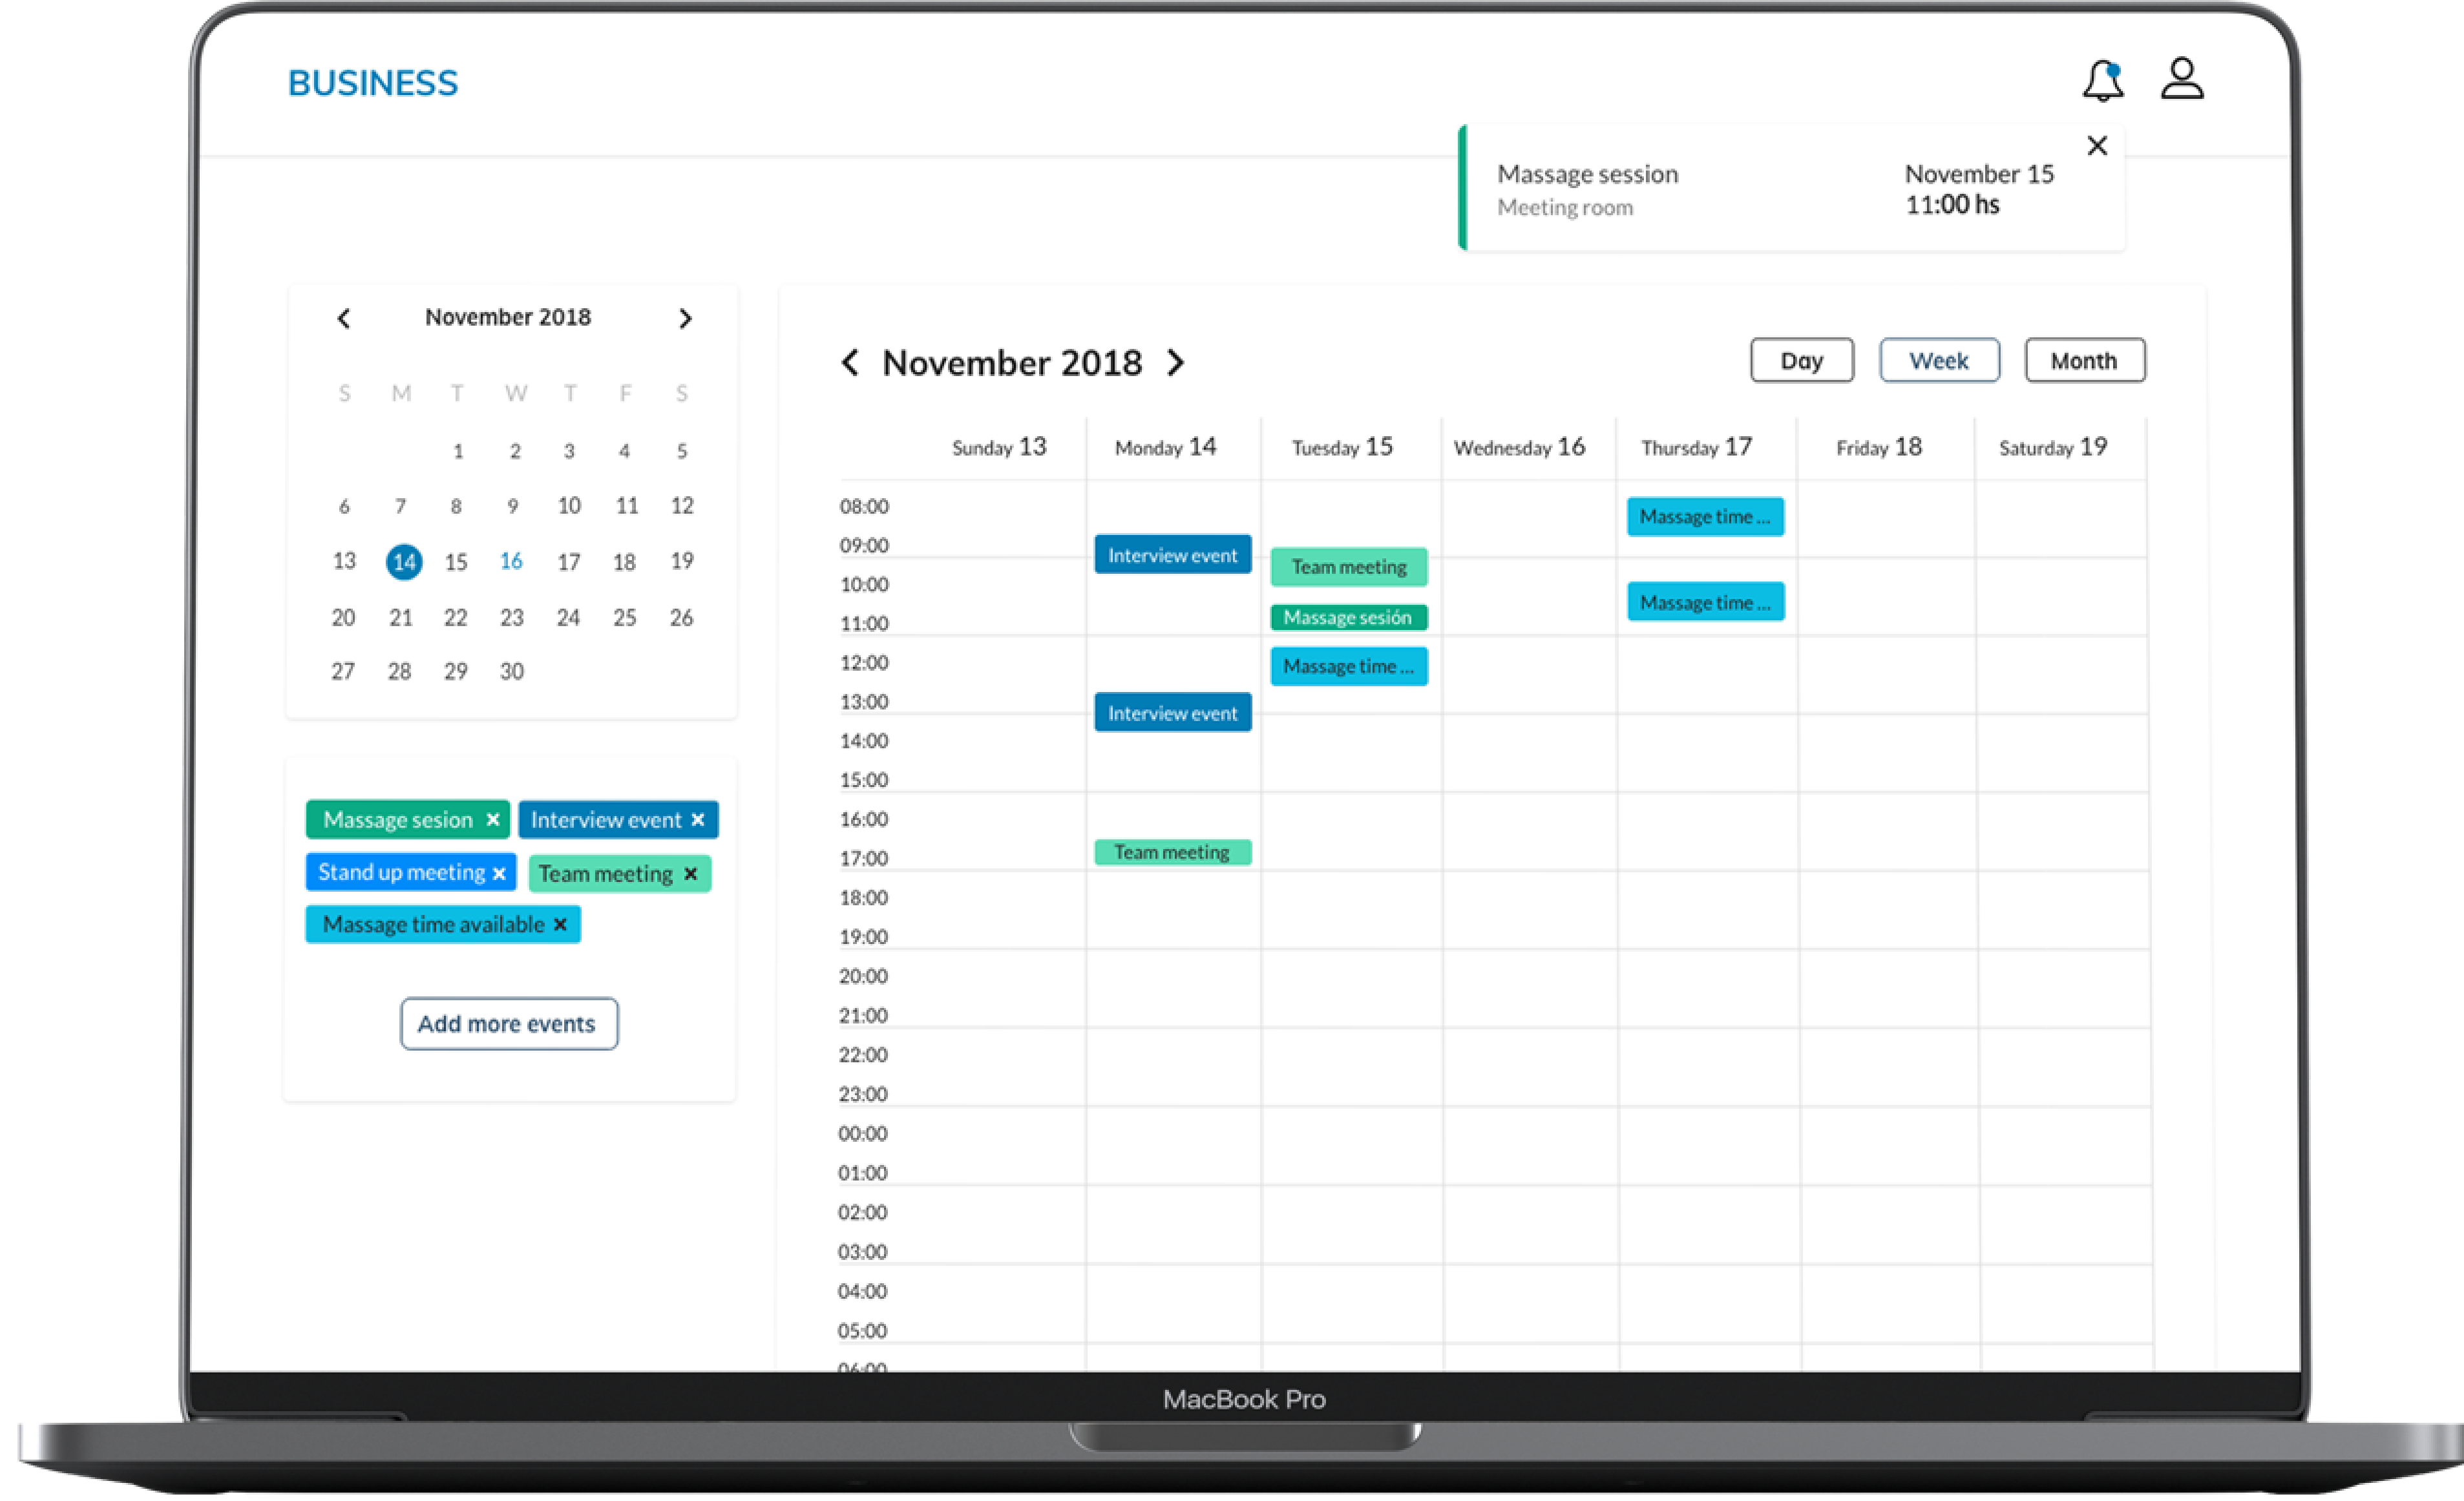 BUSINESS
Massage session
Meeting room
November 15
11:00 hs
November 2018
S M T W T F S
1 2 3 4 5
6 7 8 9 10 11 12
13 14 15 16 17 18 19
20 21 22 23 24 25 26
27 28 29 30
Massage sesion ×
Interview event ×
Stand up meeting ×
Team meeting ×
Massage time available ×
Add more events
November 2018
Day
Week
Month
Sunday 13
Monday 14
Tuesday 15
Wednesday 16
Thursday 17
Friday 18
Saturday 19
08:00
Massage time ...
09:00
Interview event
Team meeting
10:00
Massage time ...
11:00
Massage sesión
12:00
Massage time ...
13:00
Interview event
14:00
15:00
16:00
17:00
Team meeting
18:00
19:00
20:00
21:00
22:00
23:00
00:00
01:00
02:00
03:00
04:00
05:00
06:00
MacBook Pro